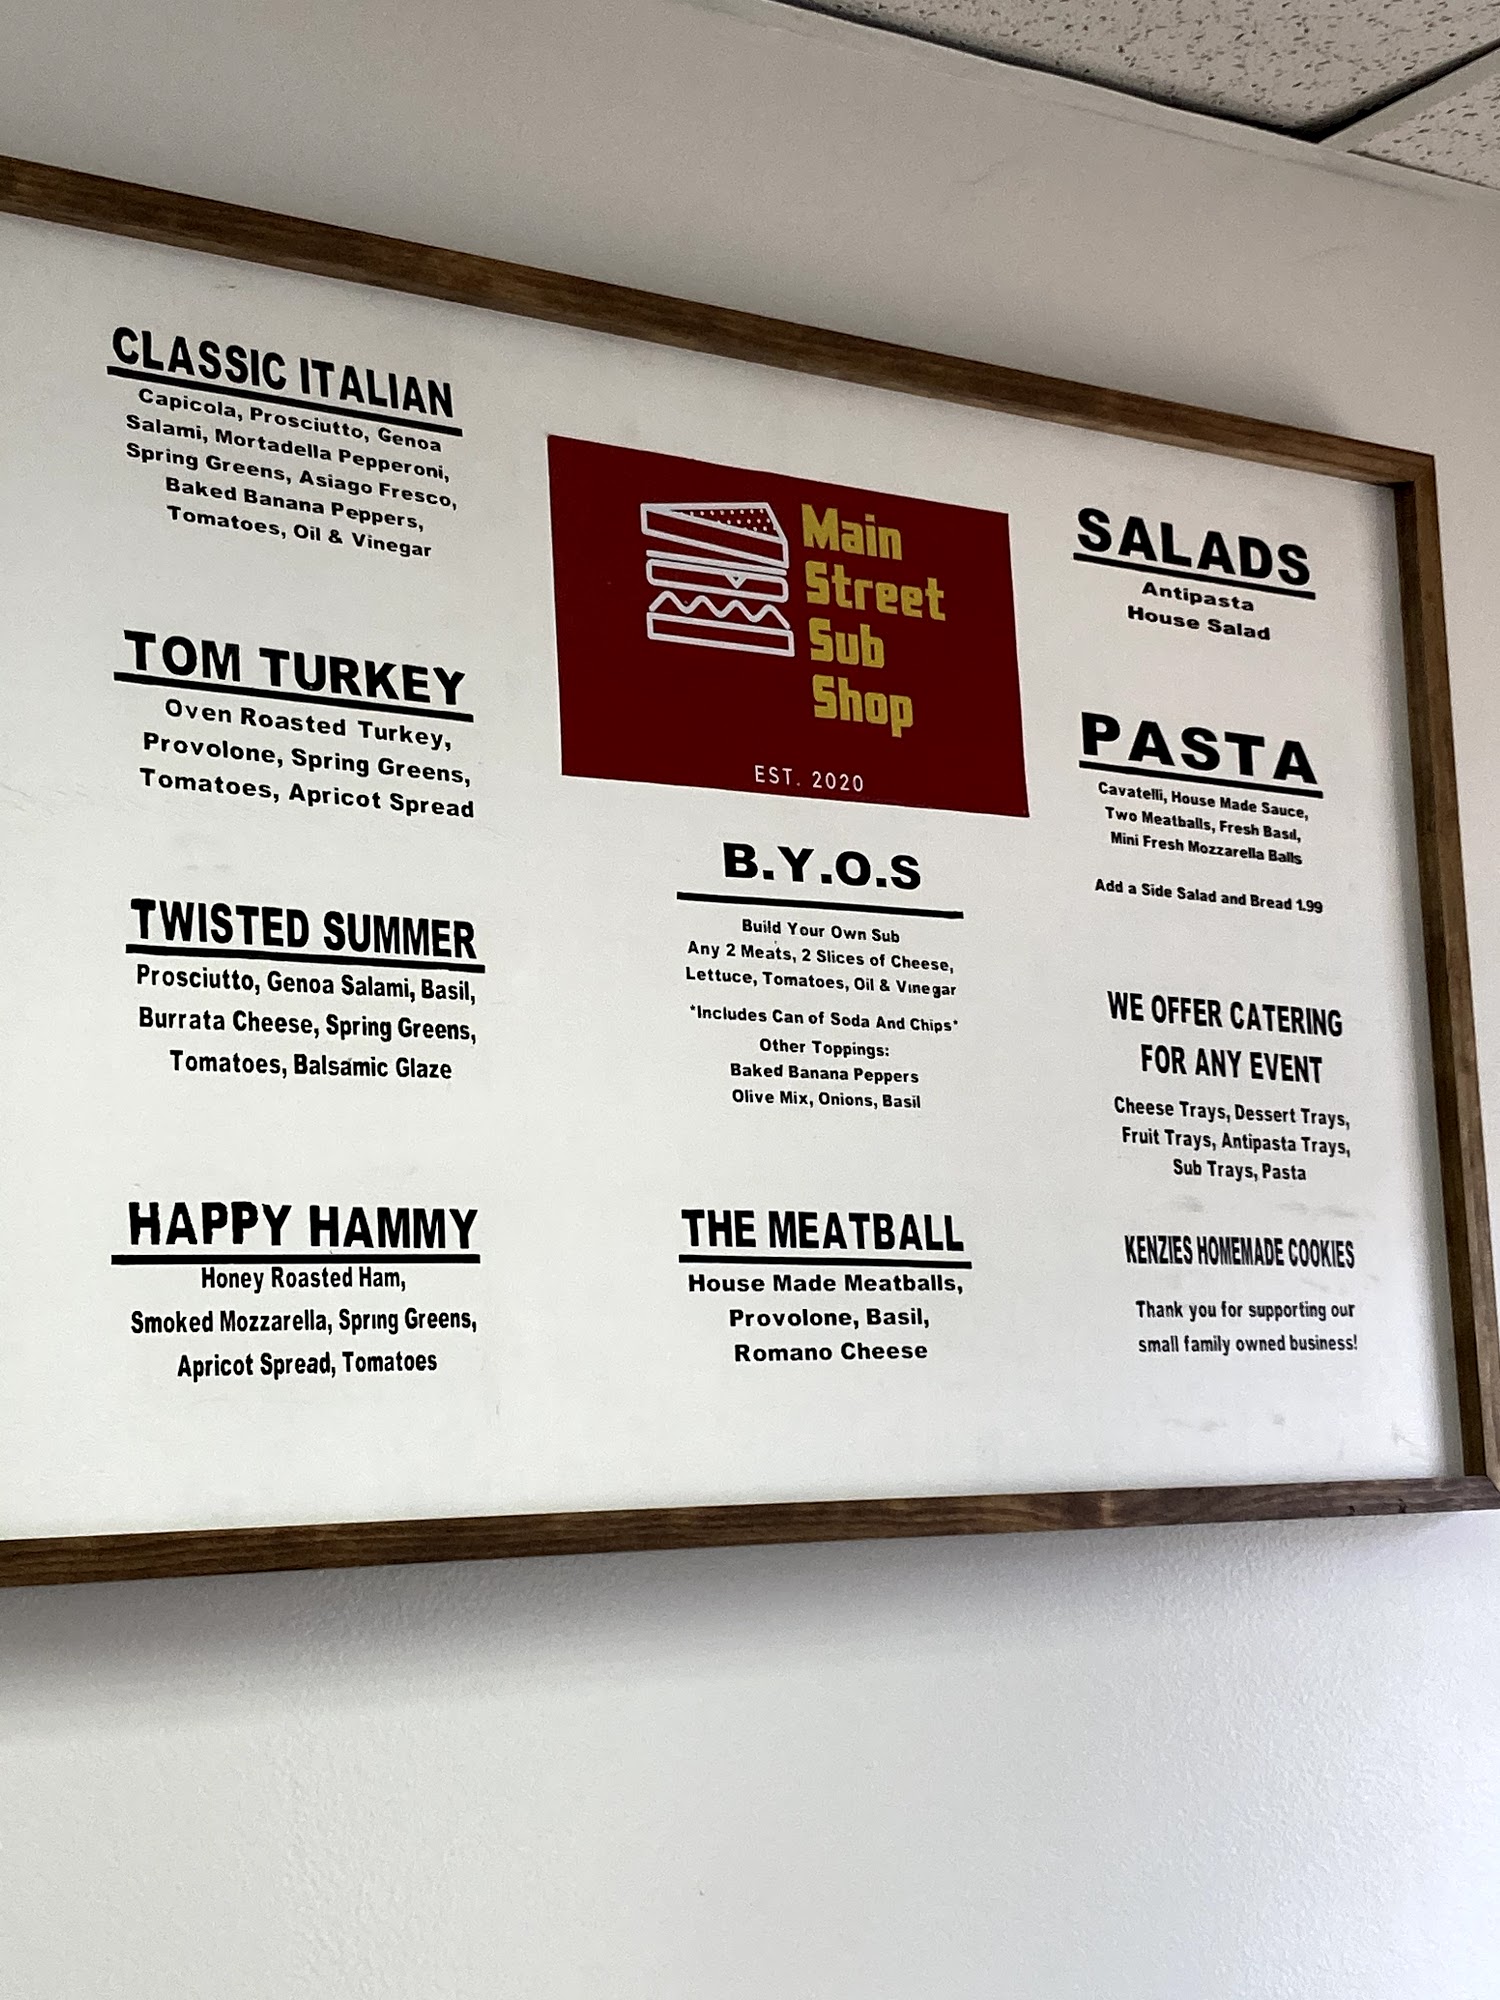 CLASSIC ITALIAN
Capicola, Prosciutto, Genoa
Salami, Mortadella Pepperoni,
Spring Greens, Asiago Fresco,
Baked Banana Peppers,
Tomatoes, Oil & Vinegar
TOM TURKEY
Oven Roasted Turkey,
Provolone, Spring Greens,
Tomatoes, Apricot Spread
TWISTED SUMMER
Prosciutto, Genoa Salami, Basil,
Burrata Cheese, Spring Greens,
Tomatoes, Balsamic Glaze
HAPPY HAMMY
Honey Roasted Ham,
Smoked Mozzarella, Spring Greens,
Apricot Spread, Tomatoes
Main
Street
Sub
Shop
EST. 2020
B.Y.O.S
Build Your Own Sub
Any 2 Meats, 2 Slices of Cheese,
Lettuce, Tomatoes, Oil & Vinegar
*Includes Can of Soda And Chips*
Other Toppings:
Baked Banana Peppers
Olive Mix, Onions, Basil
THE MEATBALL
House Made Meatballs,
Provolone, Basil,
Romano Cheese
SALADS
Antipasta
House Salad
PASTA
Cavatelli, House Made Sauce,
Two Meatballs, Fresh Basil,
Mini Fresh Mozzarella Balls
Add a Side Salad and Bread 1.99
WE OFFER CATERING
FOR ANY EVENT
Cheese Trays, Dessert Trays,
Fruit Trays, Antipasta Trays,
Sub Trays, Pasta
KENZIES HOMEMADE COOKIES
Thank you for supporting our
small family owned business!